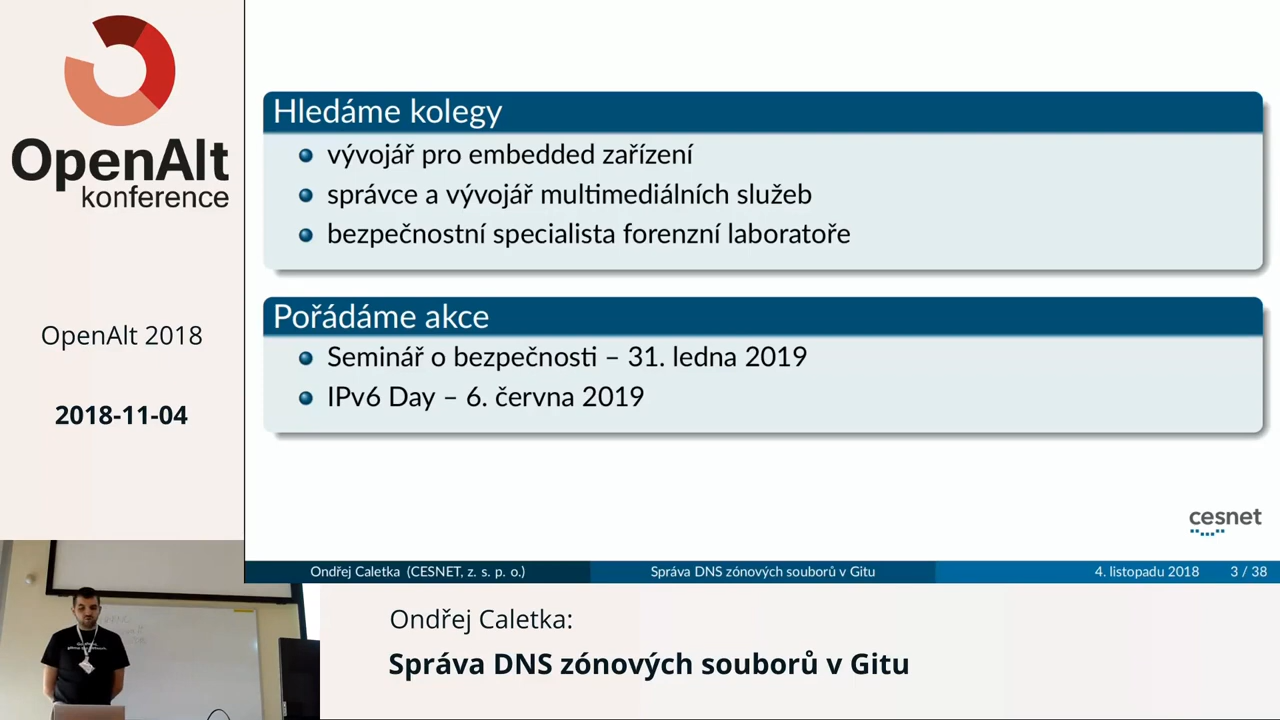 OpenAlt
konference
OpenAlt 2018
2018-11-04
Hledáme kolegy
vývojář pro embedded zařízení
správce a vývojář multimediálních služeb
bezpečnostní specialista forenzní laboratoře
Pořádáme akce
Seminář o bezpečnosti – 31. ledna 2019
IPv6 Day – 6. června 2019
cesnet
Ondřej Caletka (CESNET, z. s. p. o.) Správa DNS zónových souborů v Gitu 4. listopadu 2018 3 / 38
Ondřej Caletka:
Správa DNS zónových souborů v Gitu